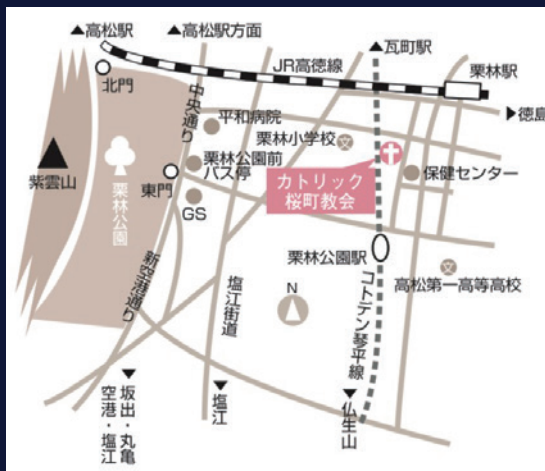 ▲高松駅
▲高松駅方面
▲瓦町駅
JR高徳線
栗林駅
▶徳島
北門
中央通り
平和病院
栗林小学校
文
保健センター
栗林公園前
バス停
カトリック
桜町教会
紫雲山
栗林公園
東門
GS
栗林公園駅
文
高松第一高等高校
新空港通り
塩江街道
N
コトデン琴平線
▼坂出・丸亀
空港・塩江
▼塩江
▼仏生山